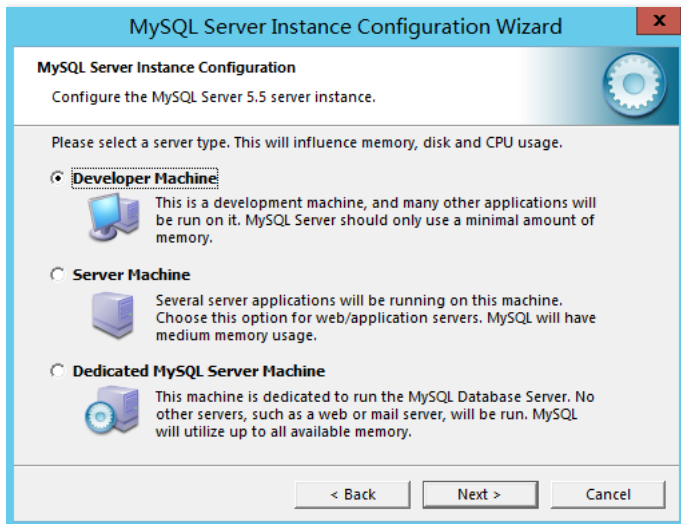 MySQL Server Instance Configuration Wizard
x
MySQL Server Instance Configuration
Configure the MySQL Server 5.5 server instance.
Please select a server type. This will influence memory, disk and CPU usage.
Developer Machine
This is a development machine, and many other applications will
be run on it. MySQL Server should only use a minimal amount of
memory.
Server Machine
Several server applications will be running on this machine.
Choose this option for web/application servers. MySQL will have
medium memory usage.
Dedicated MySQL Server Machine
This machine is dedicated to run the MySQL Database Server. No
other servers, such as a web or mail server, will be run. MySQL
will utilize up to all available memory.
< Back Next > Cancel